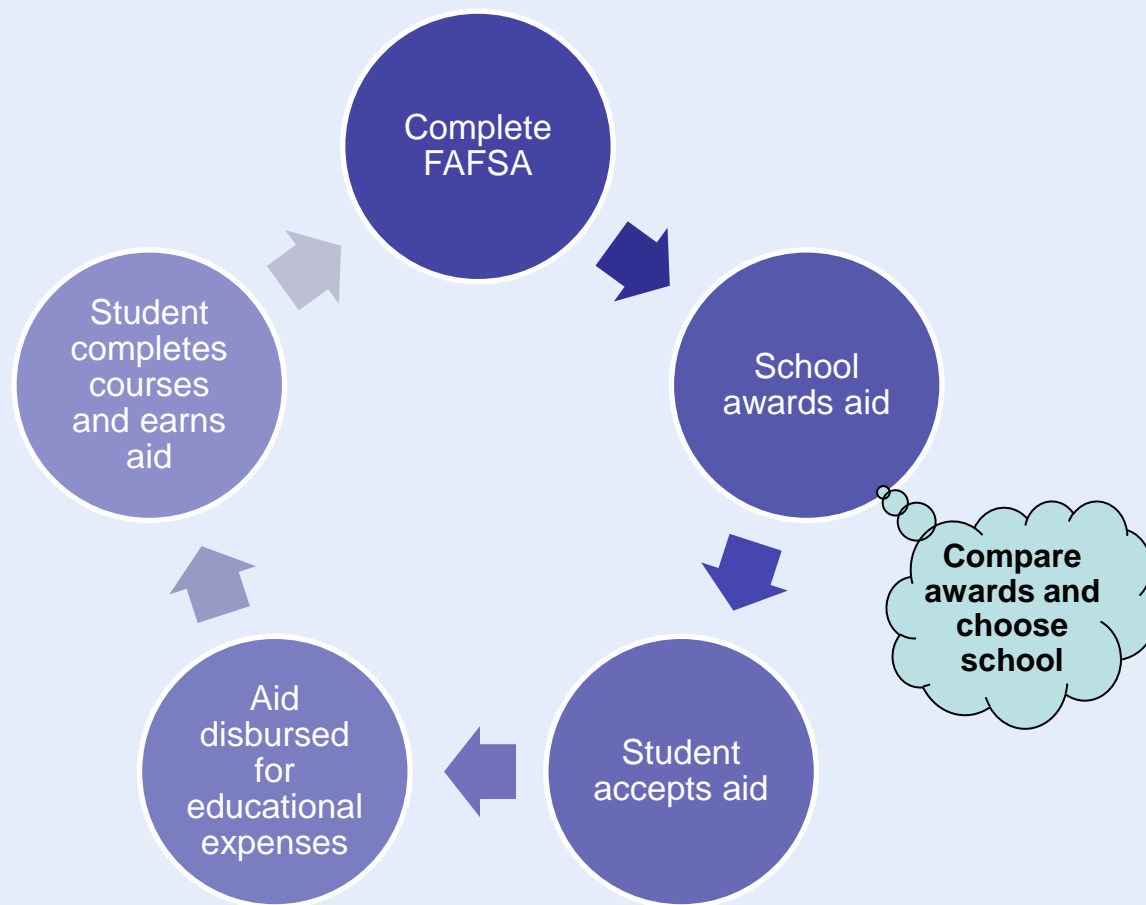 Complete
FAFSA
School
awards aid
Compare
awards and
choose
school
Student
accepts aid
Aid
disbursed
for
educational
expenses
Student
completes
courses
and earns
aid